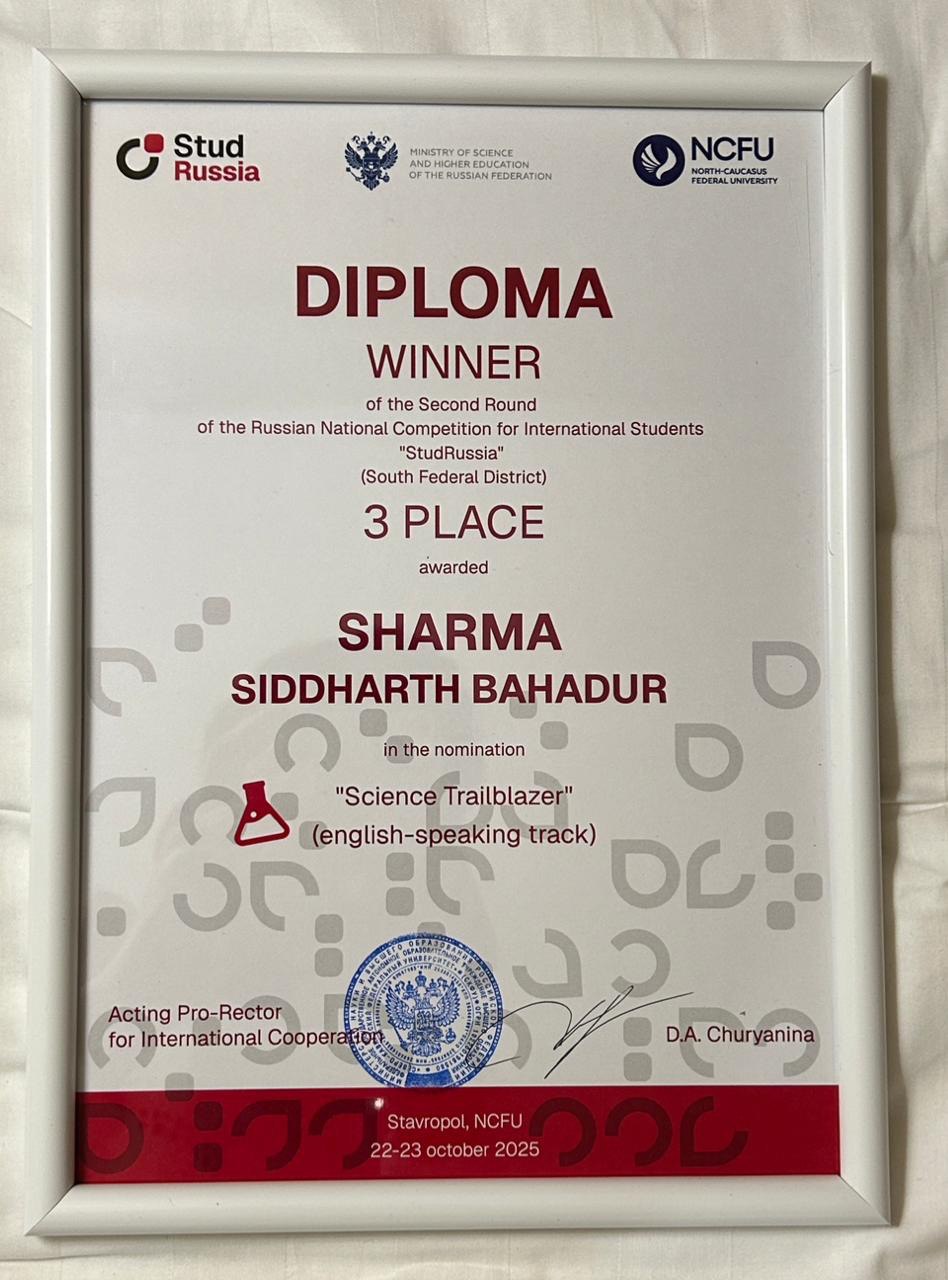 Stud
Russia
MINISTRY OF SCIENCE
AND HIGHER EDUCATION
OF THE RUSSIAN FEDERATION
NCFU
NORTH-CAUCASUS
FEDERAL UNIVERSITY
DIPLOMA
WINNER
of the Second Round
of the Russian National Competition for International Students
"StudRussia"
(South Federal District)
3 PLACE
awarded
SHARMA
SIDDHARTH BAHADUR
in the nomination
"Science Trailblazer"
(english-speaking track)
Acting Pro-Rector
for International Cooperation
D.A. Churyanina
Stavropol, NCFU
22-23 october 2025